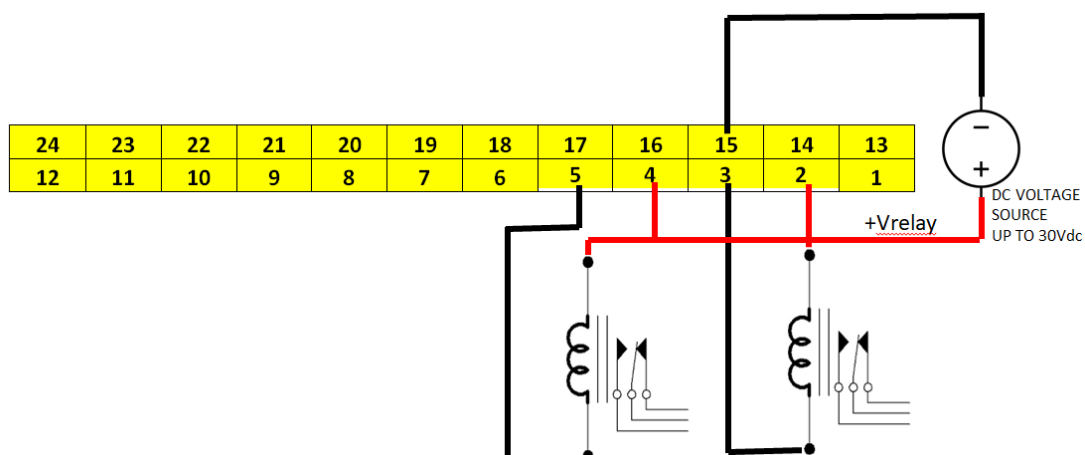 24 23 22 21 20 19 18 17 16 15 14 13
12 11 10 9 8 7 6 5 4 3 2 1
−
+
DC VOLTAGE
SOURCE
UP TO 30Vdc
+Vrelay